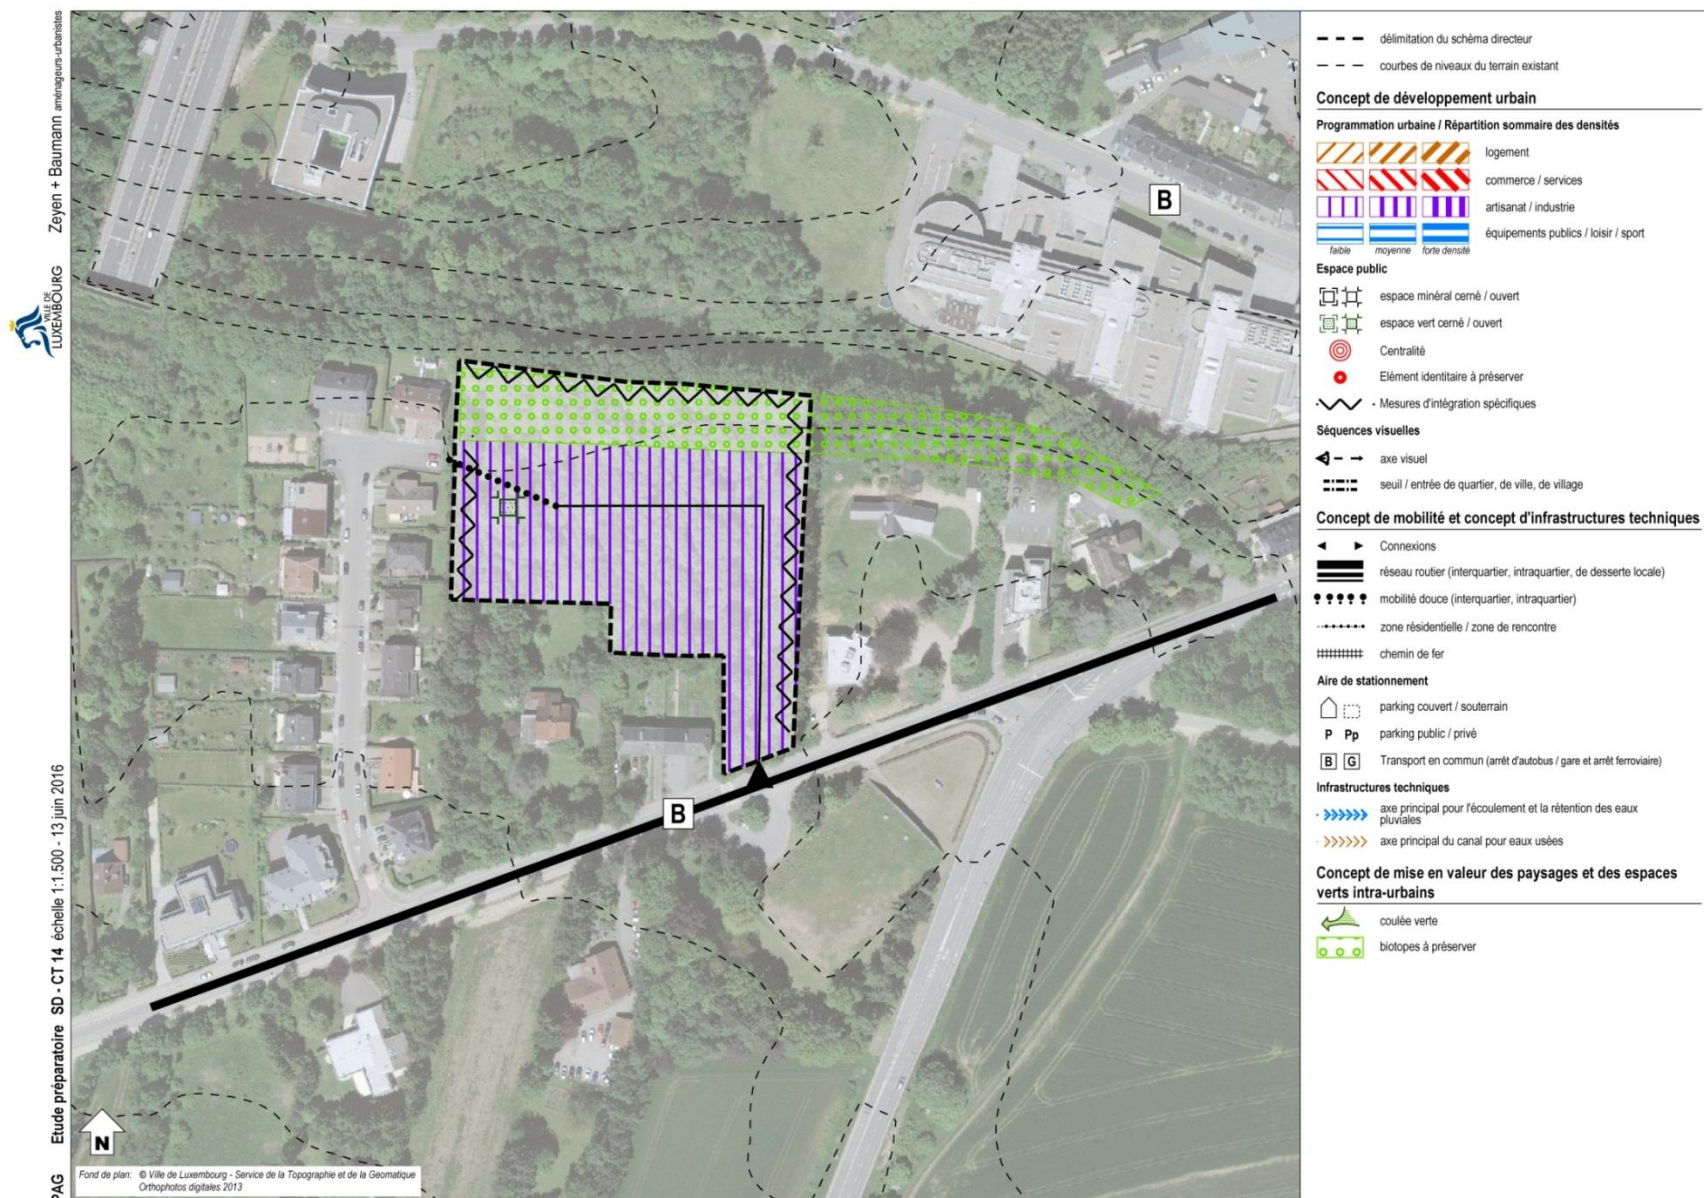 Zeyen + Baumann aménageurs-urbanistes
VILLE DE
LUXEMBOURG
Etude préparatoire SD - CT 14 échelle 1:1.500 - 13 juin 2016
PAG
B
B
N
Fond de plan: © Ville de Luxembourg - Service de la Topographie et de la Geomatique
Orthophotos digitales 2013
délimitation du schéma directeur
courbes de niveaux du terrain existant
Concept de développement urbain
Programmation urbaine / Répartition sommaire des densités
logement
commerce / services
artisanat / industrie
équipements publics / loisir / sport
faible moyenne forte densité
Espace public
espace minéral cerné / ouvert
espace vert cerné / ouvert
Centralité
Elément identitaire à préserver
Mesures d'intégration spécifiques
Séquences visuelles
axe visuel
seuil / entrée de quartier, de ville, de village
Concept de mobilité et concept d'infrastructures techniques
Connexions
réseau routier (interquartier, intraquartier, de desserte locale)
mobilité douce (interquartier, intraquartier)
zone résidentielle / zone de rencontre
chemin de fer
Aire de stationnement
parking couvert / souterrain
P Pp parking public / privé
B G Transport en commun (arrêt d'autobus / gare et arrêt ferroviaire)
Infrastructures techniques
axe principal pour l'écoulement et la rétention des eaux
pluviales
axe principal du canal pour eaux usées
Concept de mise en valeur des paysages et des espaces
verts intra-urbains
coulée verte
biotopes à préserver